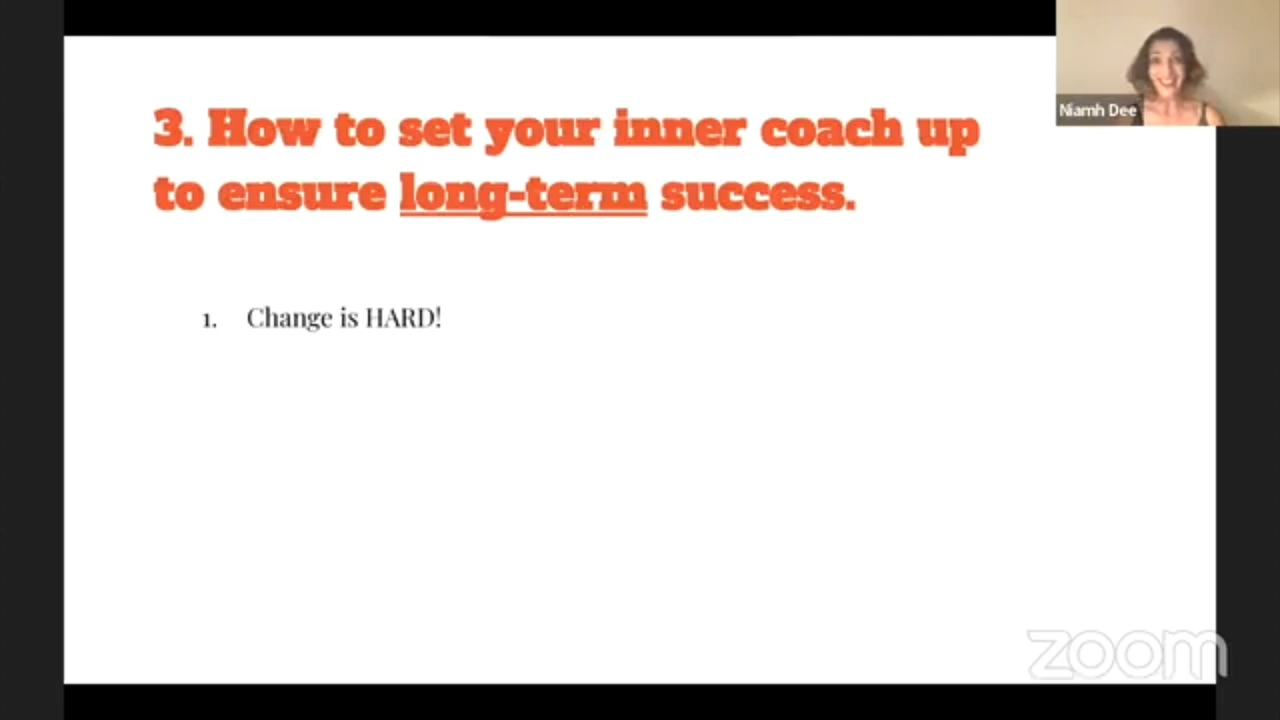 3. How to set your inner coach up
to ensure long-term success.
1. Change is HARD!
Niamh Dee
zoom